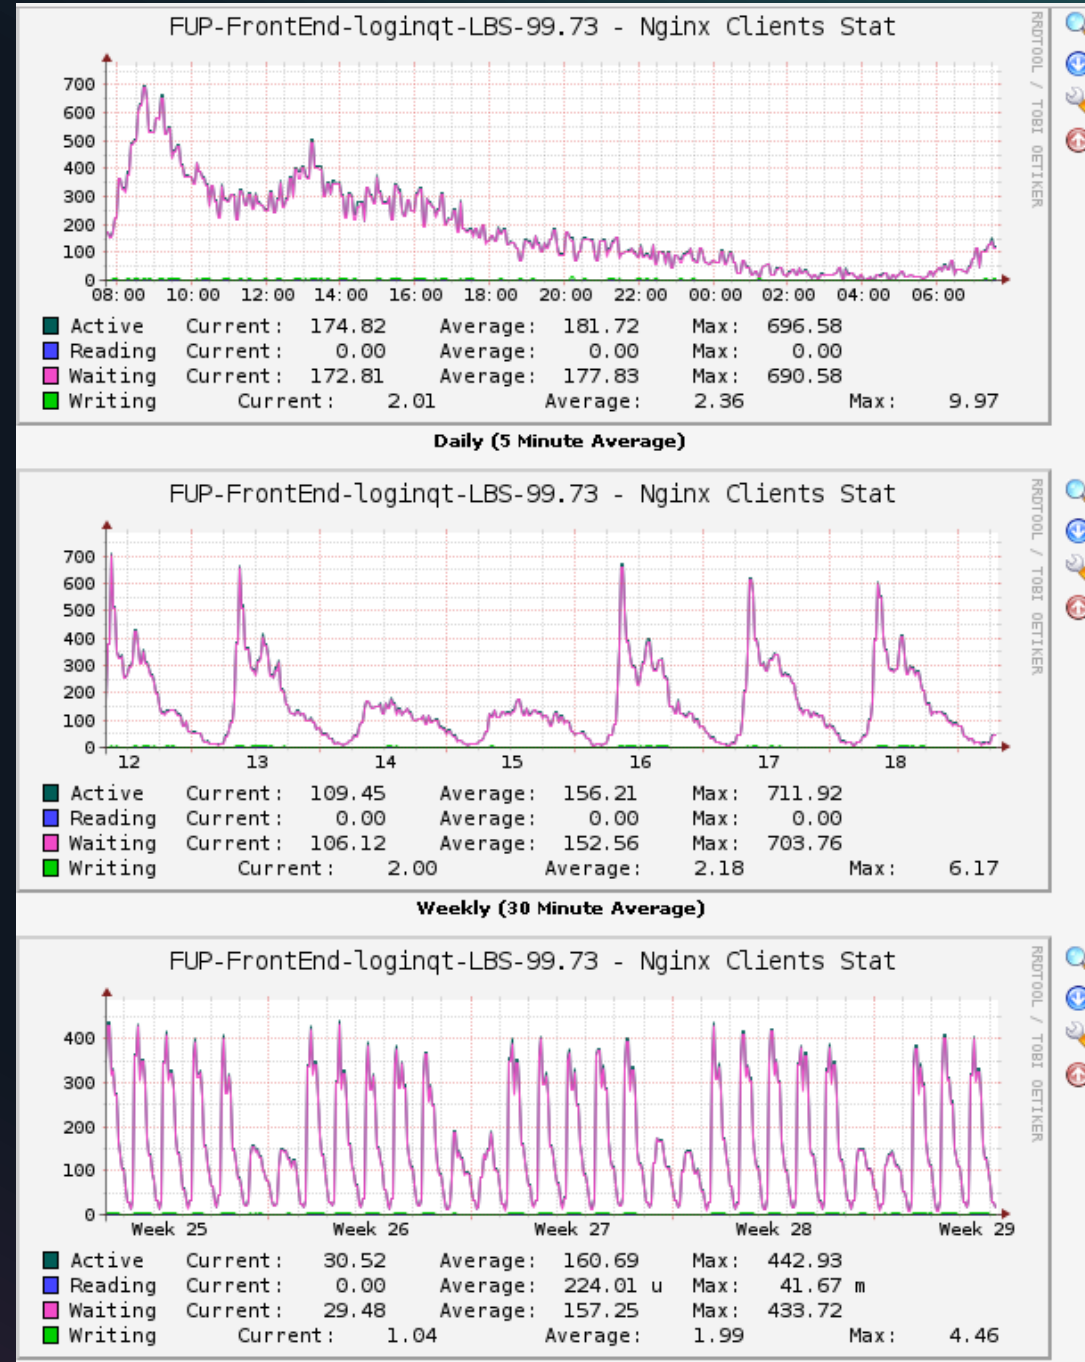 FUP-FrontEnd-loginqt-LBS-99.73 - Nginx Clients Stat
RRDTOOL / TOBI OETIKER
700
600
500
400
300
200
100
0
08:00 10:00 12:00 14:00 16:00 18:00 20:00 22:00 00:00 02:00 04:00 06:00
Active Current: 174.82 Average: 181.72 Max: 696.58
Reading Current: 0.00 Average: 0.00 Max: 0.00
Waiting Current: 172.81 Average: 177.83 Max: 690.58
Writing Current: 2.01 Average: 2.36 Max: 9.97
Daily (5 Minute Average)
FUP-FrontEnd-loginqt-LBS-99.73 - Nginx Clients Stat
RRDTOOL / TOBI OETIKER
700
600
500
400
300
200
100
0
12 13 14 15 16 17 18
Active Current: 109.45 Average: 156.21 Max: 711.92
Reading Current: 0.00 Average: 0.00 Max: 0.00
Waiting Current: 106.12 Average: 152.56 Max: 703.76
Writing Current: 2.00 Average: 2.18 Max: 6.17
Weekly (30 Minute Average)
FUP-FrontEnd-loginqt-LBS-99.73 - Nginx Clients Stat
RRDTOOL / TOBI OETIKER
400
300
200
100
0
Week 25 Week 26 Week 27 Week 28 Week 29
Active Current: 30.52 Average: 160.69 Max: 442.93
Reading Current: 0.00 Average: 224.01 u Max: 41.67 m
Waiting Current: 29.48 Average: 157.25 Max: 433.72
Writing Current: 1.04 Average: 1.99 Max: 4.46